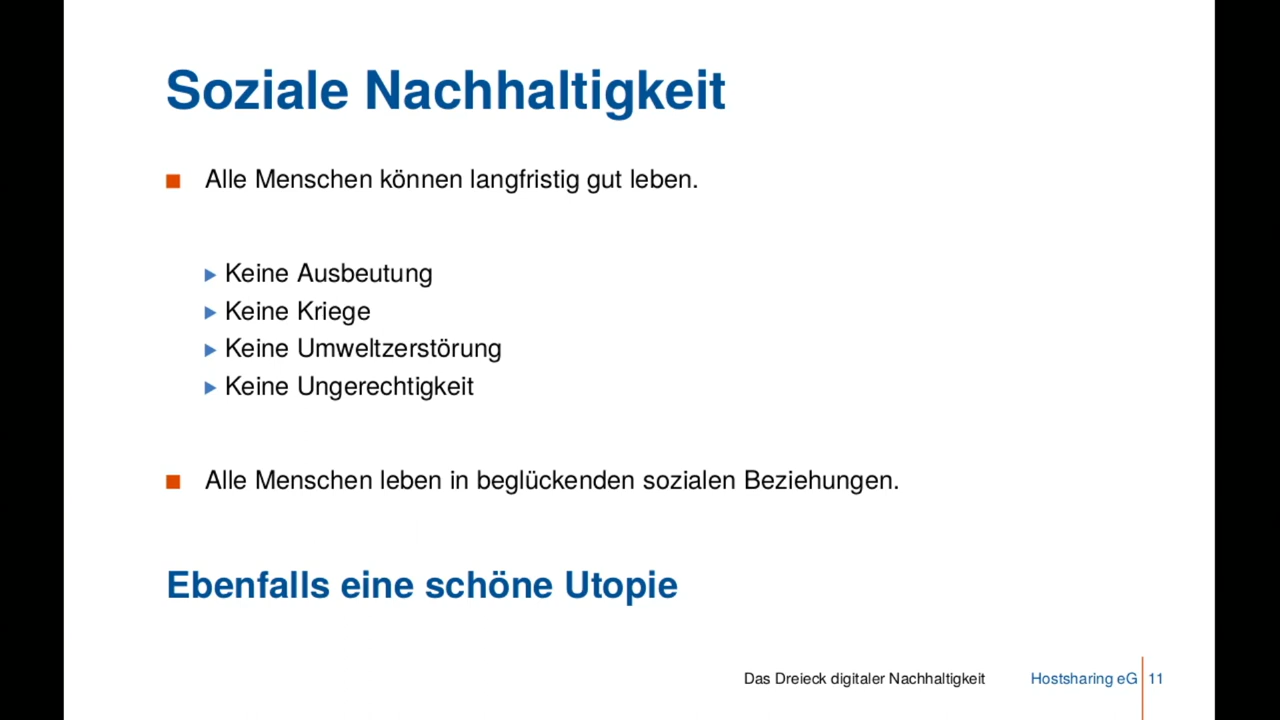 Soziale Nachhaltigkeit
Alle Menschen können langfristig gut leben.
Keine Ausbeutung
Keine Kriege
Keine Umweltzerstörung
Keine Ungerechtigkeit
Alle Menschen leben in beglückenden sozialen Beziehungen.
Ebenfalls eine schöne Utopie
Das Dreieck digitaler Nachhaltigkeit Hostsharing eG 11